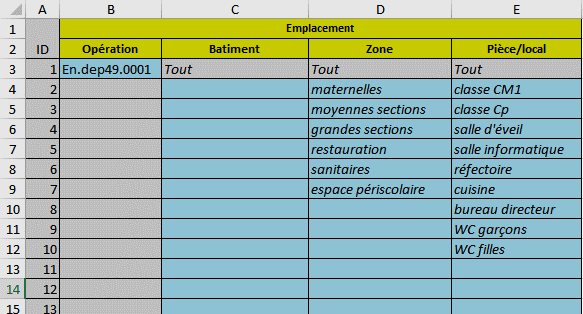 A B C D E
1 Emplacement
2 ID Opération Batiment Zone Pièce/local
3 1 En.dep49.0001 Tout Tout Tout
4 2 maternelles classe CM1
5 3 moyennes sections classe Cp
6 4 grandes sections salle d'éveil
7 5 restauration salle informatique
8 6 sanitaires réfectoire
9 7 espace périscolaire cuisine
10 8 bureau directeur
11 9 WC garçons
12 10 WC filles
13 11
14 12
15 13